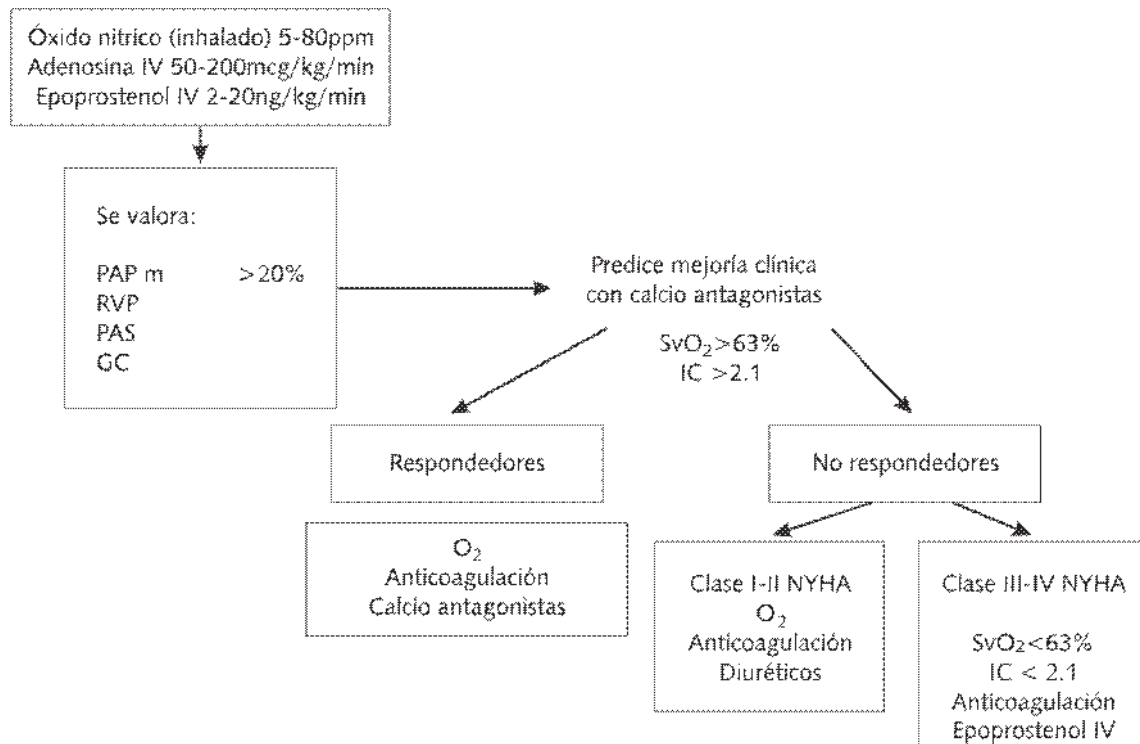 Óxido nítrico (inhalado) 5-80ppm
Adenosina IV 50-200mcg/kg/min
Epoprostenol IV 2-20ng/kg/min
Se valora:
PAP m >20%
RVP
PAS
GC
Predice mejoría clínica
con calcio antagonistas
SvO₂>63%
IC >2.1
Respondedores
No respondedores
O₂
Anticoagulación
Calcio antagonistas
Clase I-II NYHA
O₂
Anticoagulación
Diuréticos
Clase III-IV NYHA
SvO₂<63%
IC < 2.1
Anticoagulación
Epoprostenol IV